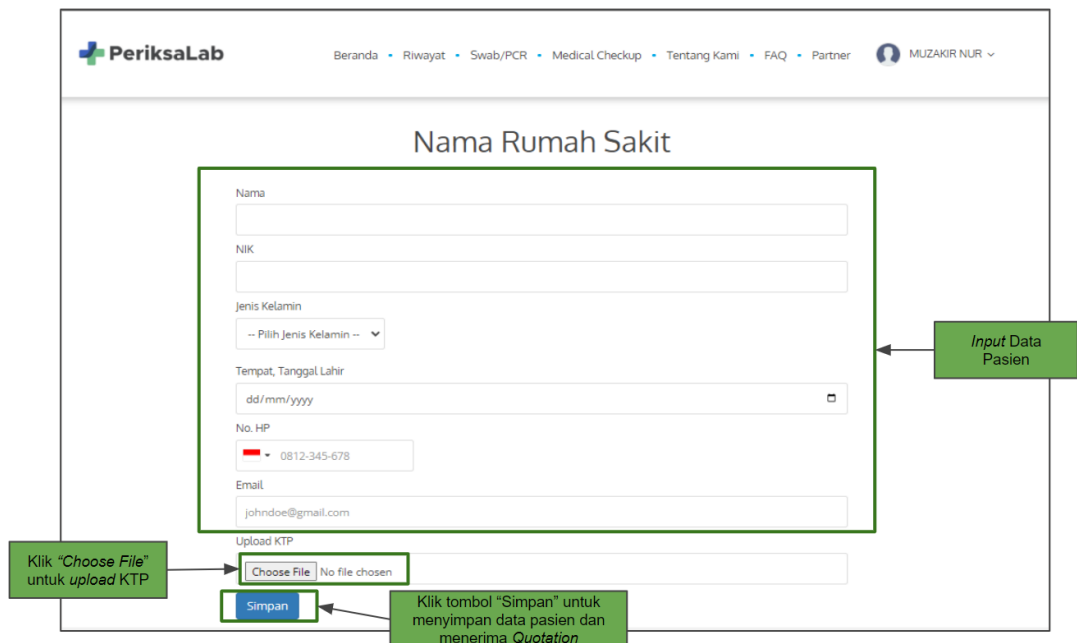 PeriksaLab
Beranda • Riwayat • Swab/PCR • Medical Checkup • Tentang Kami • FAQ • Partner
MUZAKIR NUR
Nama Rumah Sakit
Nama
NIK
Jenis Kelamin
-- Pilih Jenis Kelamin --
Input Data
Pasien
Tempat, Tanggal Lahir
dd/mm/yyyy
No. HP
0812-345-678
Email
johndoe@gmail.com
Upload KTP
Klik “Choose File”
untuk upload KTP
Choose File No file chosen
Simpan
Klik tombol “Simpan” untuk
menyimpan data pasien dan
menerima Quotation